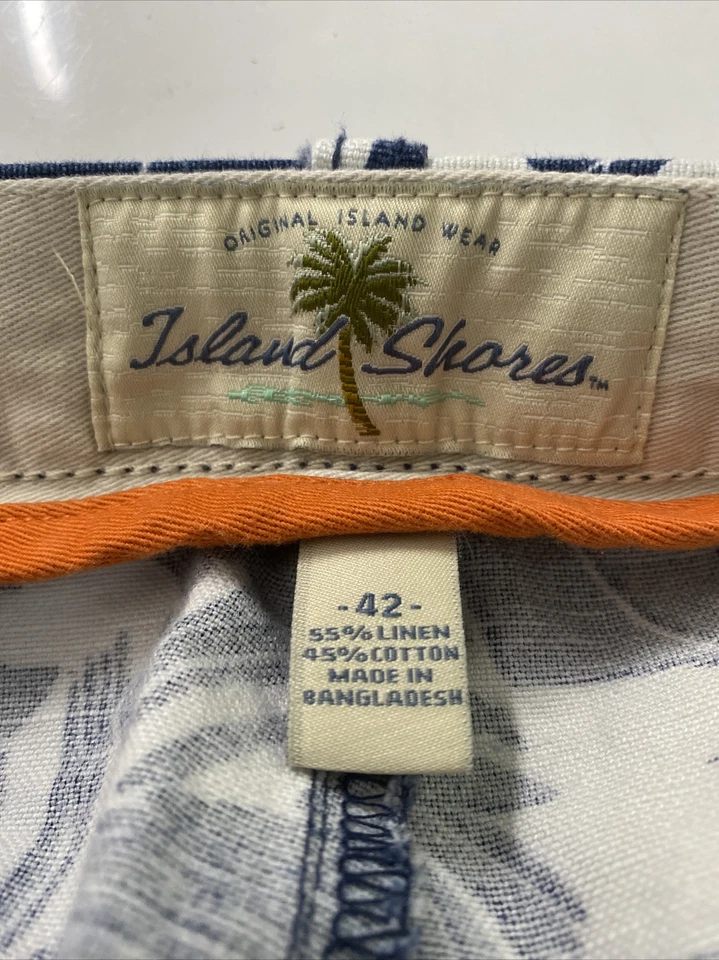 ORIGINAL ISLAND WEAR
Island Shores™
-42-
55% LINEN
45% COTTON
MADE IN
BANGLADESH